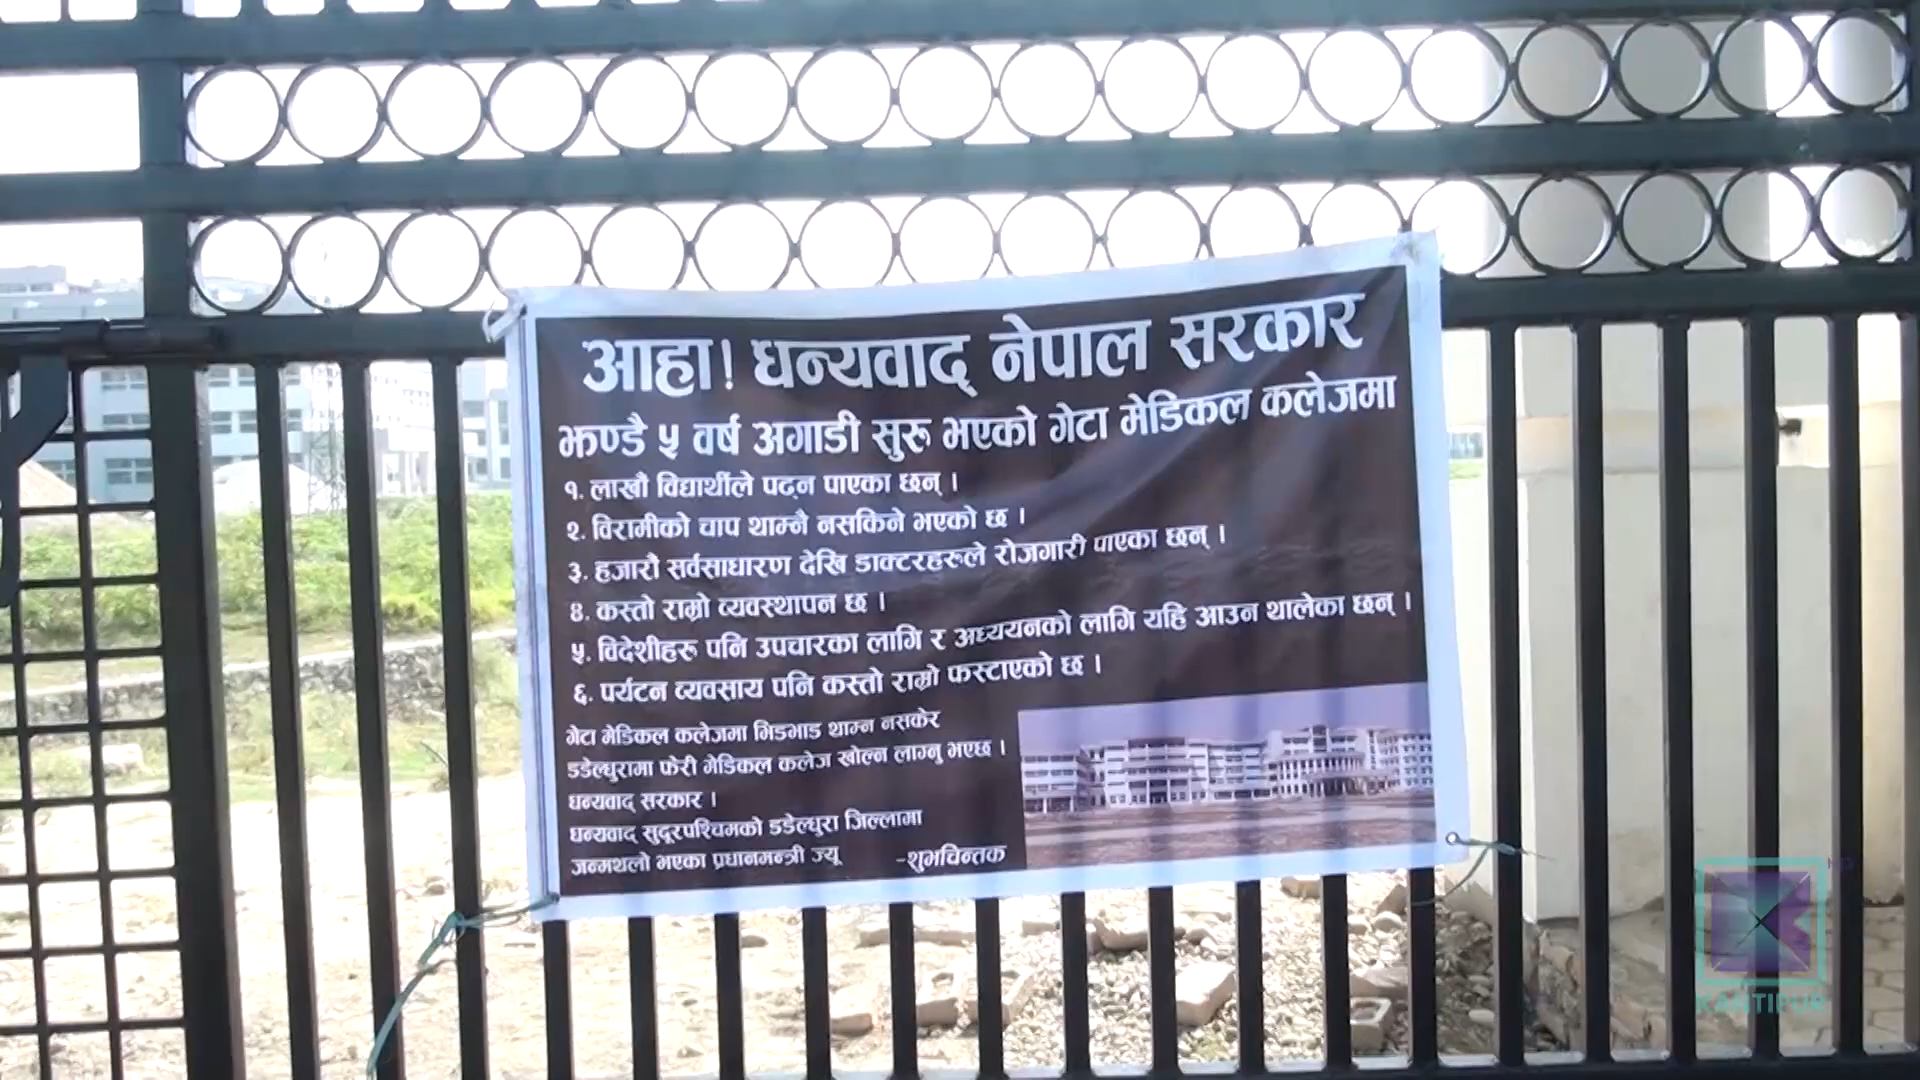 आहा! धन्यवाद् नेपाल सरकार
झण्डै ५ वर्ष अगाडी सुरु भएको गेटा मेडिकल कलेजमा
१. लाखौ विद्यार्थीले पढ्न पाएका छन् ।
२. विरामीको चाप थाम्नै नसकिने भएको छ ।
३. हजारौ सर्वसाधारण देखि डाक्टरहरुले रोजगारी पाएका छन् ।
४. कस्तो राम्रो व्यवस्थापन छ ।
५. विदेशीहरु पनि उपचारका लागि र अध्ययनको लागि यहि आउन थालेका छन् ।
६. पर्यटन व्यवसाय पनि कस्तो राम्रो फस्टाएको छ ।
गेटा मेडिकल कलेजमा भिडभाड थाम्न नसकेर
डडेल्धुरामा फेरी मेडिकल कलेज खोल्न लाग्नु भएछ ।
धन्यवाद् सरकार ।
धन्यवाद् सुदूरपश्चिमको डडेल्धुरा जिल्लामा
जन्मथलो भएका प्रधानमन्त्री ज्यू -शुभचिन्तक
HD
KANTIPUR